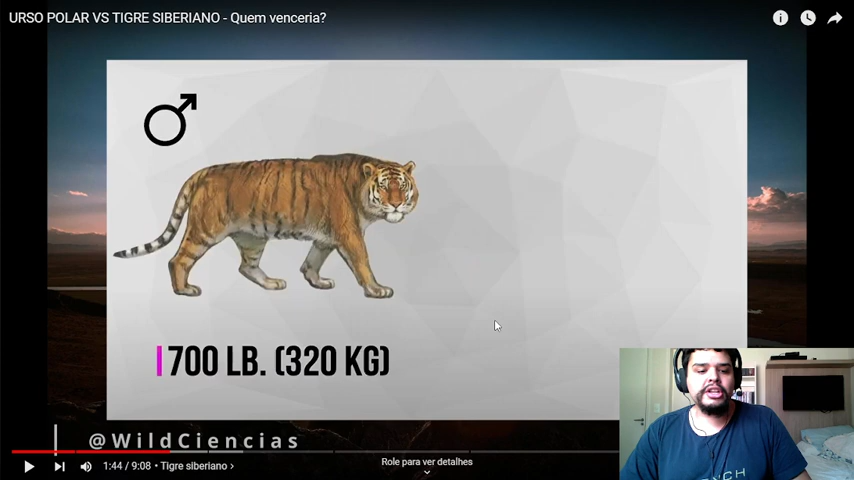 URSO POLAR VS TIGRE SIBERIANO - Quem venceria?
700 LB. (320 KG)
@WildCiencias
1:44 / 9:08 • Tigre siberiano ›
Role para ver detalhes